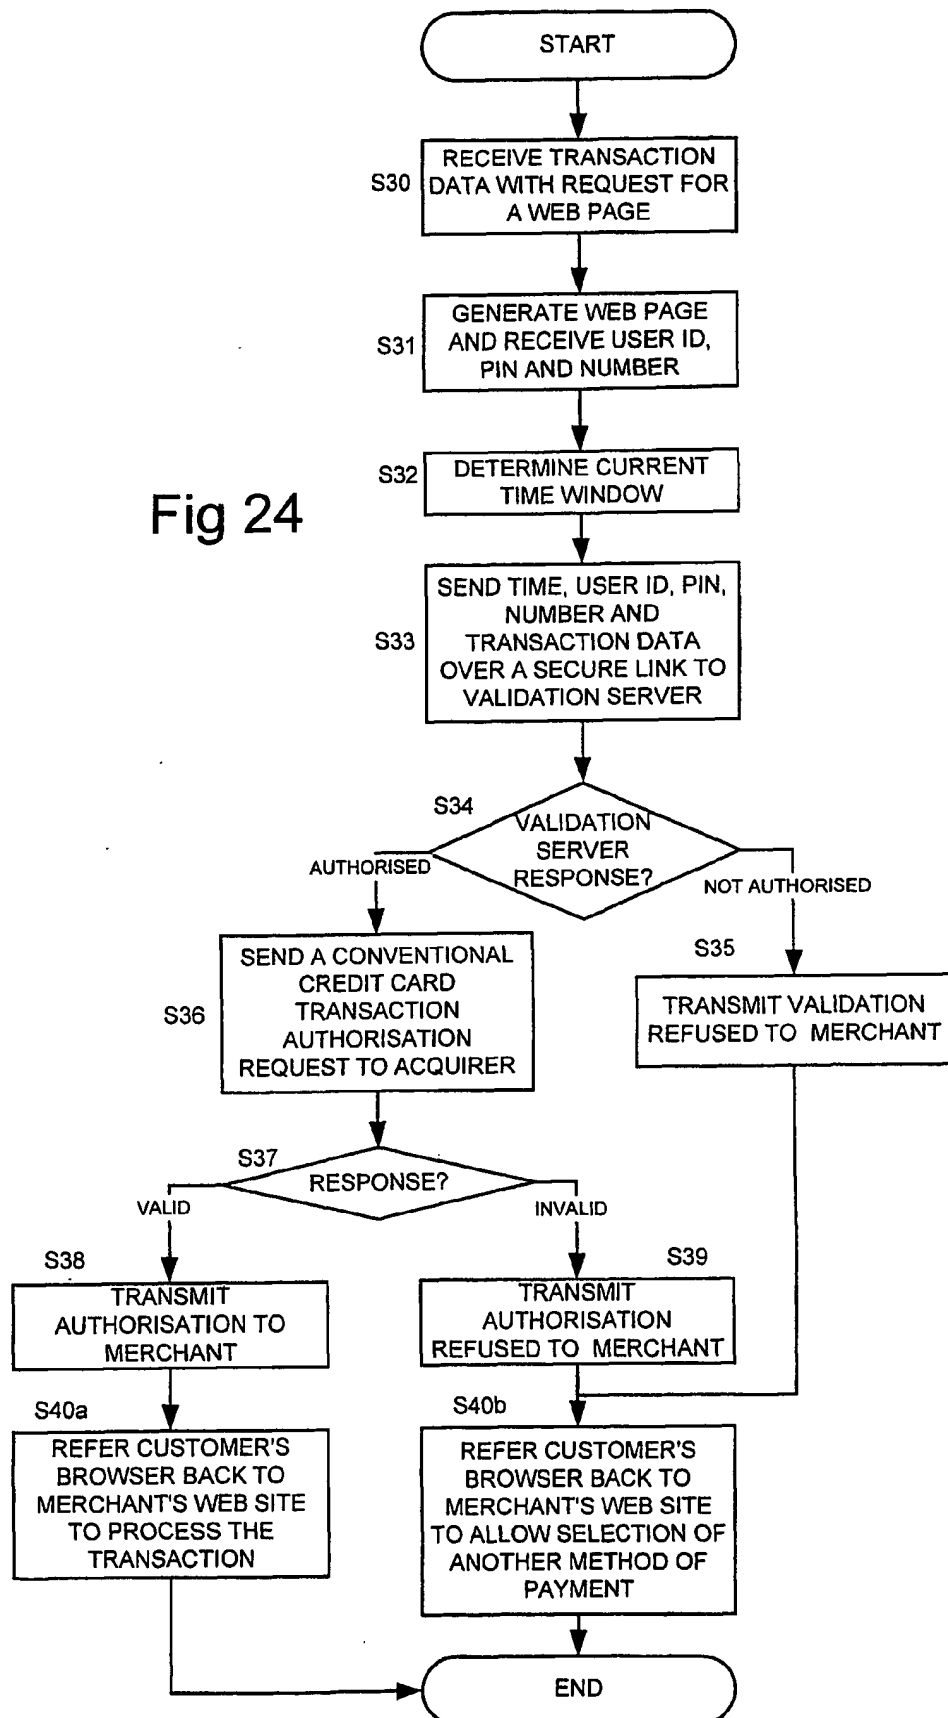 START
S30
RECEIVE TRANSACTION
DATA WITH REQUEST FOR
A WEB PAGE
S31
GENERATE WEB PAGE
AND RECEIVE USER ID,
PIN AND NUMBER
S32
DETERMINE CURRENT
TIME WINDOW
Fig 24
S33
SEND TIME, USER ID, PIN,
NUMBER AND
TRANSACTION DATA
OVER A SECURE LINK TO
VALIDATION SERVER
S34
VALIDATION
SERVER
RESPONSE?
AUTHORISED
NOT AUTHORISED
S36
SEND A CONVENTIONAL
CREDIT CARD
TRANSACTION
AUTHORISATION
REQUEST TO ACQUIRER
S35
TRANSMIT VALIDATION
REFUSED TO MERCHANT
S37
RESPONSE?
VALID
INVALID
S38
TRANSMIT
AUTHORISATION TO
MERCHANT
S39
TRANSMIT
AUTHORISATION
REFUSED TO MERCHANT
S40a
REFER CUSTOMER'S
BROWSER BACK TO
MERCHANT'S WEB SITE
TO PROCESS THE
TRANSACTION
S40b
REFER CUSTOMER'S
BROWSER BACK TO
MERCHANT'S WEB SITE
TO ALLOW SELECTION OF
ANOTHER METHOD OF
PAYMENT
END